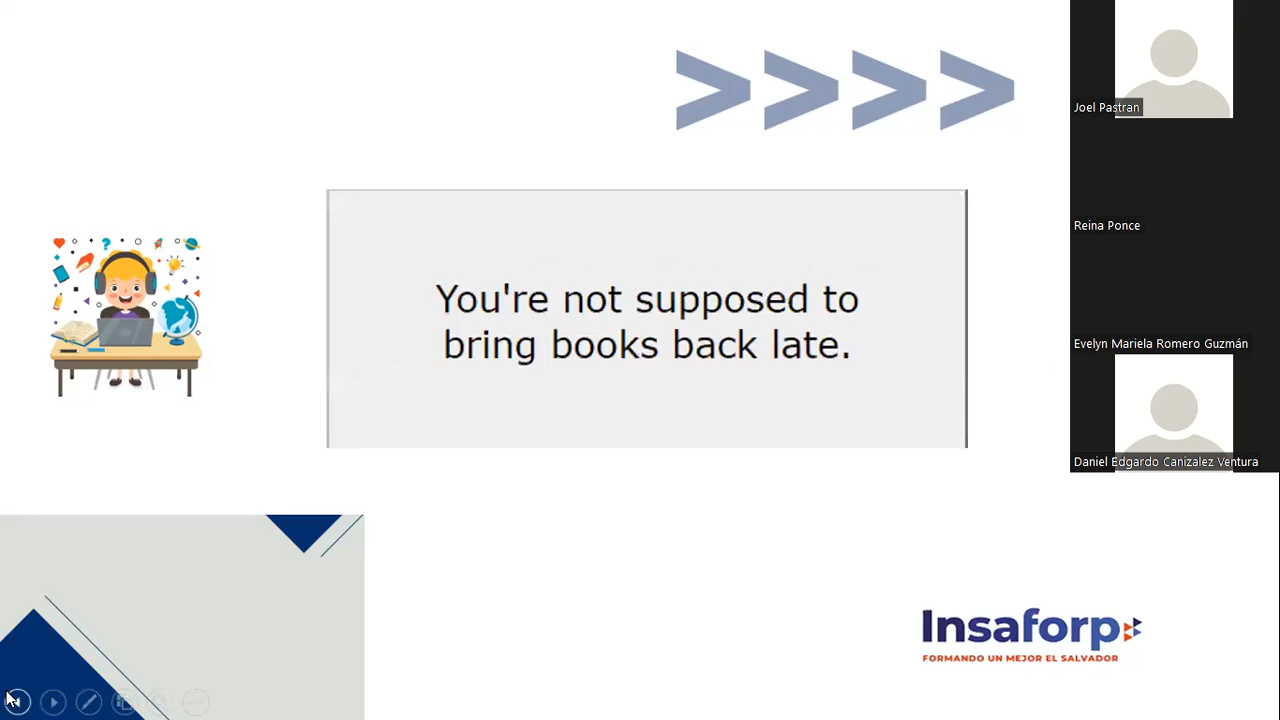 You're not supposed to
bring books back late.
Joel Pastran
Reina Ponce
Evelyn Mariela Romero Guzmán
Daniel Edgardo Canizalez Ventura
Insaforp
FORMANDO UN MEJOR EL SALVADOR